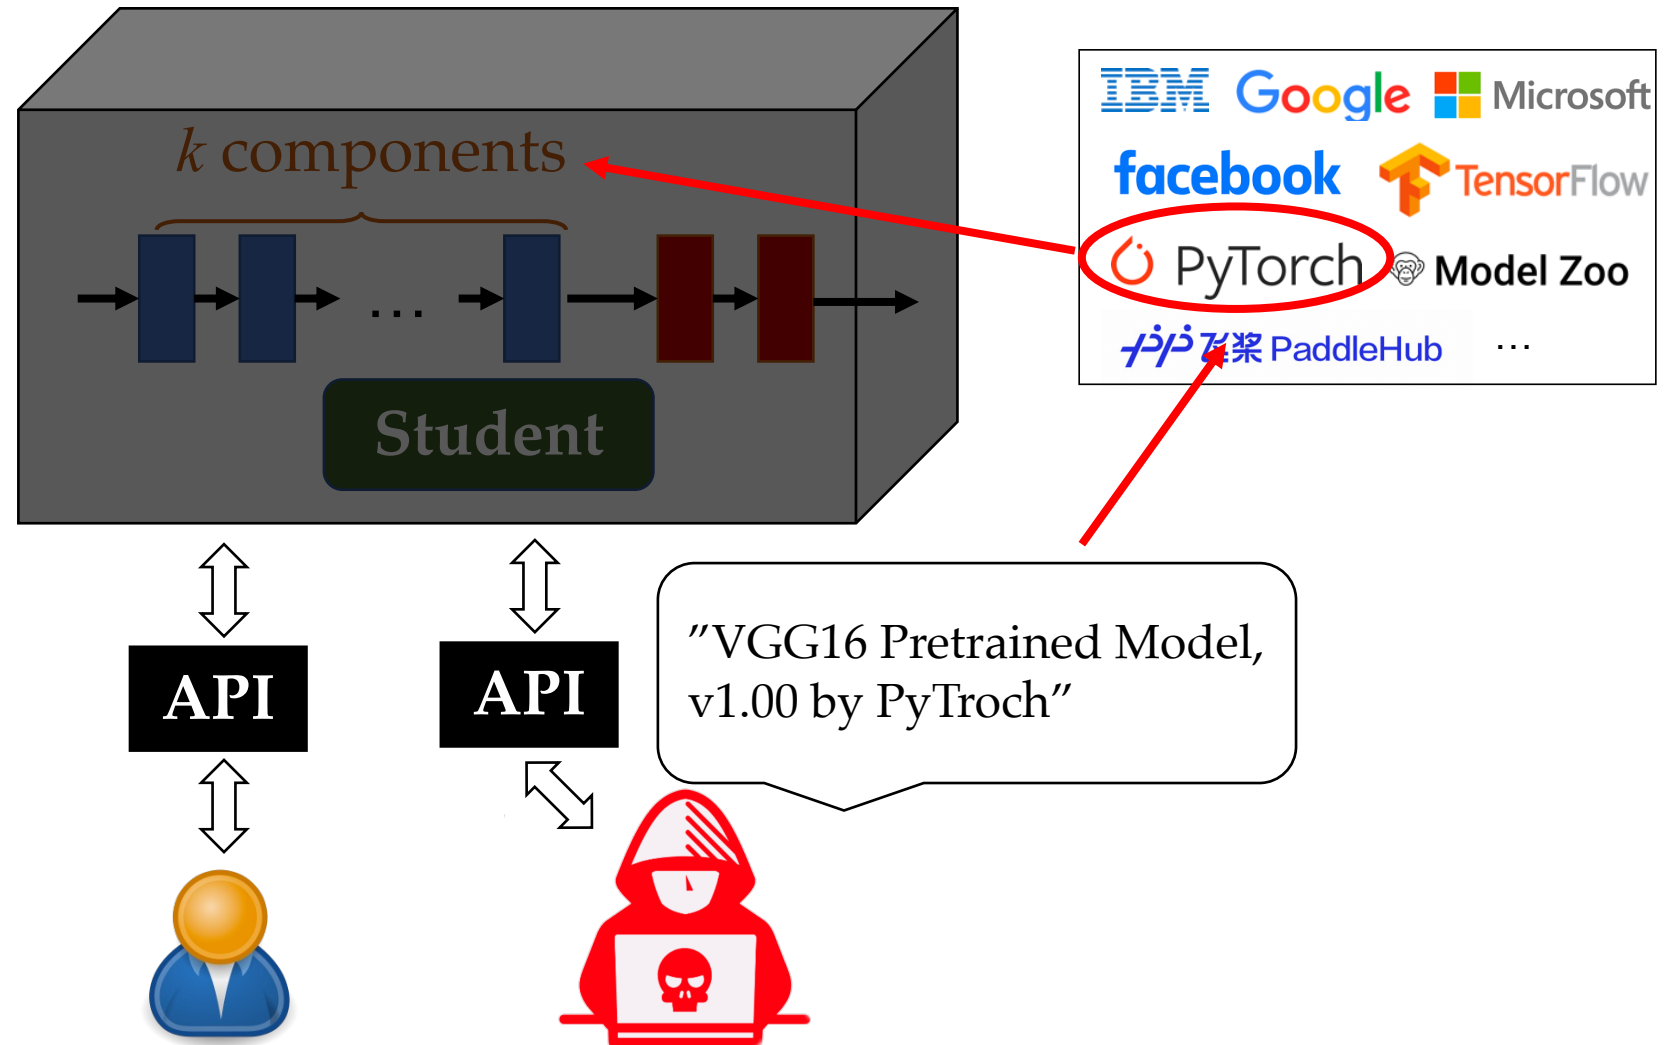 k components
…
Student
IBM Google Microsoft
facebook TensorFlow
PyTorch Model Zoo
飞桨 PaddleHub …
API
API
”VGG16 Pretrained Model,
v1.00 by PyTroch”